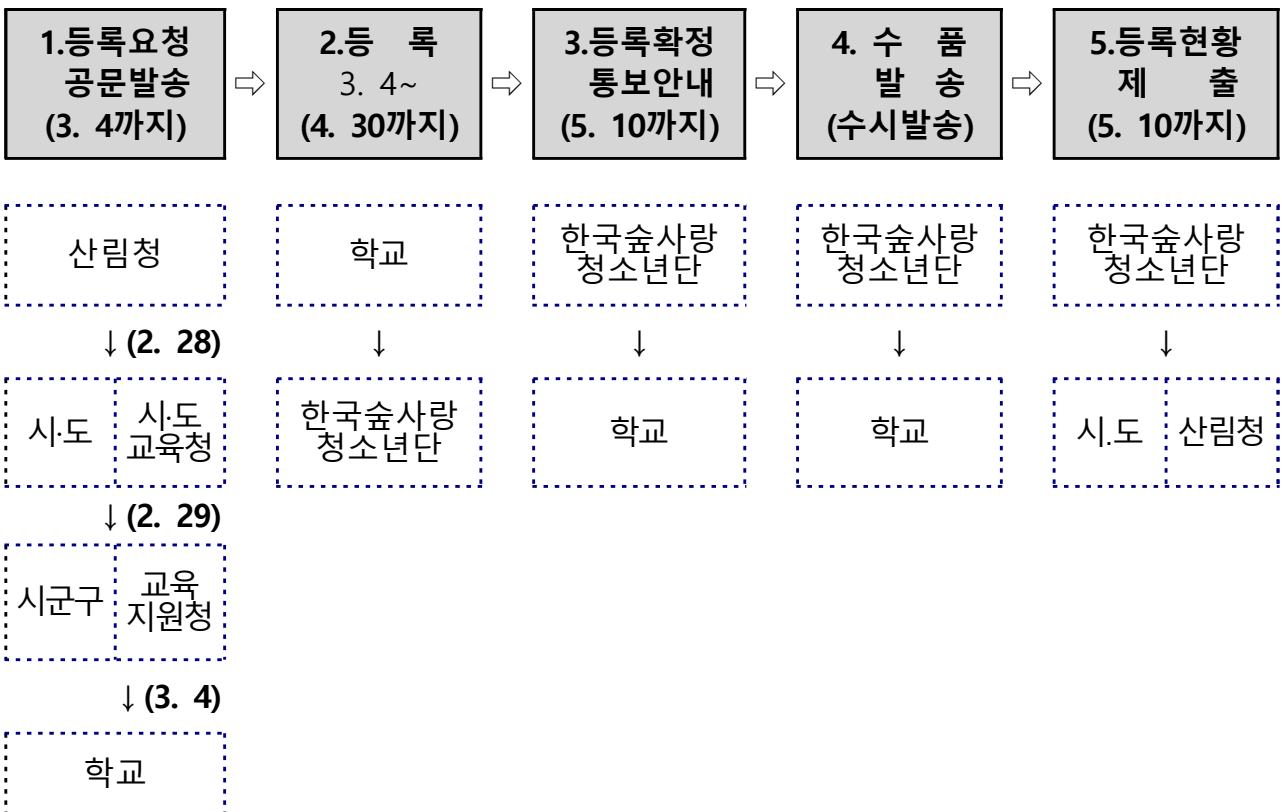 1.등록요청
공문발송
(3. 4까지)
⇨
2.등 록
3. 4~
(4. 30까지)
⇨
3.등록확정
통보안내
(5. 10까지)
⇨
4. 수 품
발 송
(수시발송)
⇨
5.등록현황
제 출
(5. 10까지)
산림청
↓ (2. 28)
시·도
시·도
교육청
↓ (2. 29)
시군구
교육
지원청
↓ (3. 4)
학교
학교
↓
한국숲사랑
청소년단
한국숲사랑
청소년단
↓
학교
한국숲사랑
청소년단
↓
학교
한국숲사랑
청소년단
↓
시.도
산림청